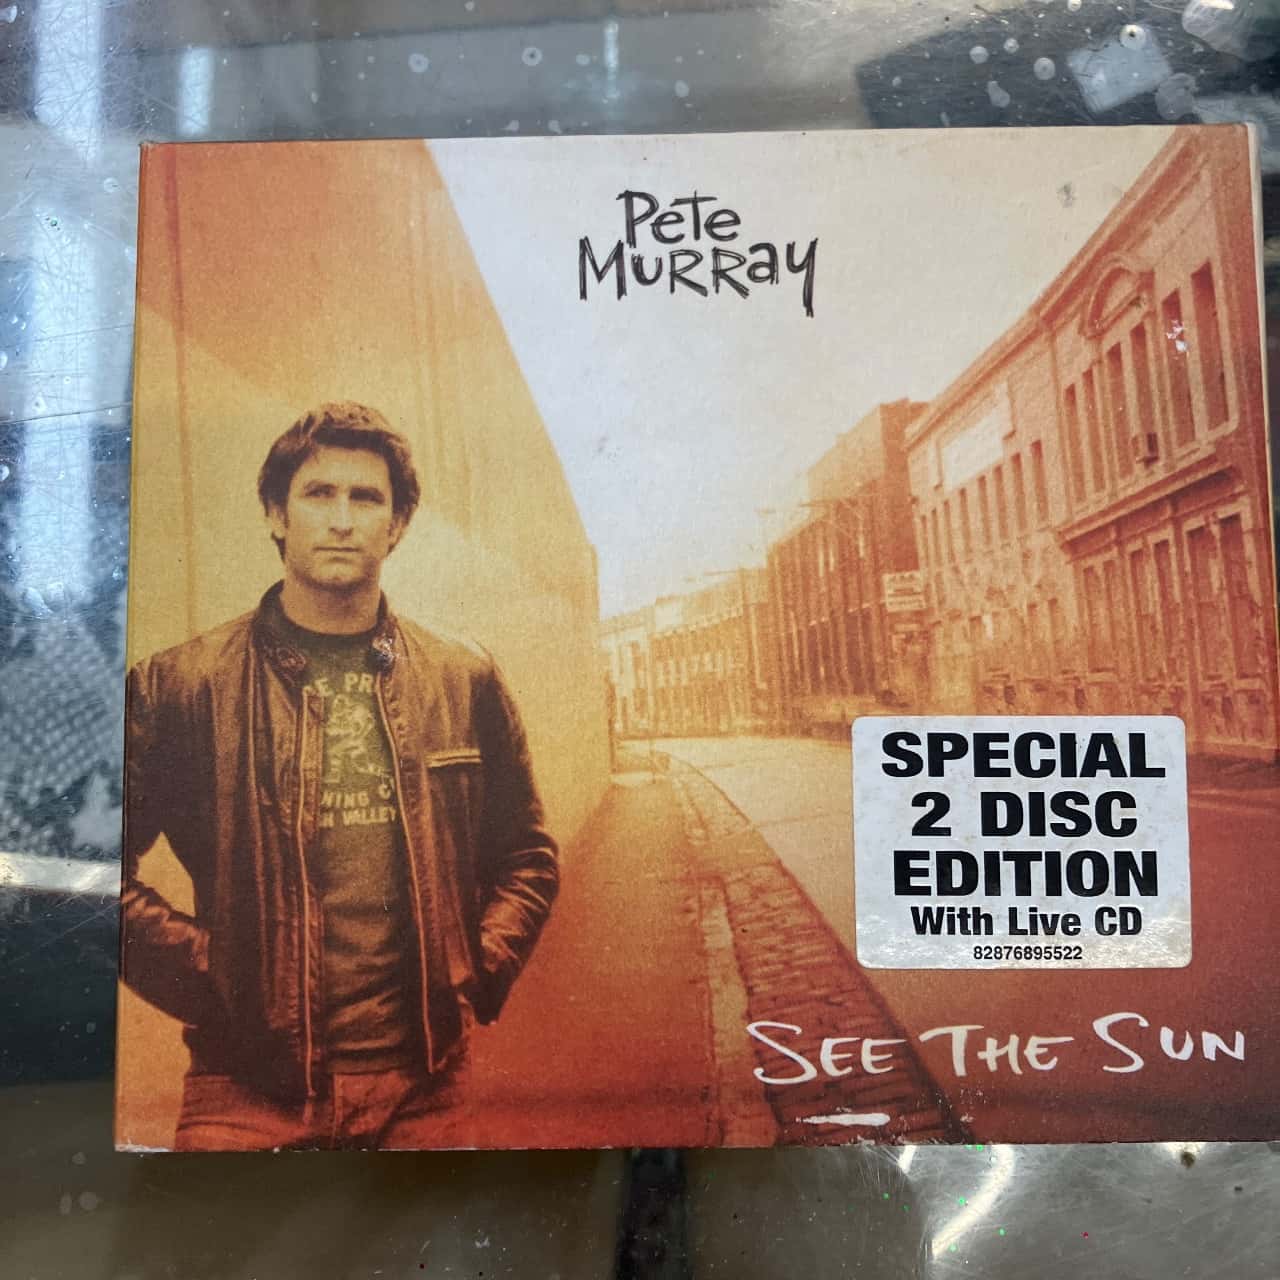 Pete
Murray
SPECIAL
2 DISC
EDITION
With Live CD
82876895522
See The Sun